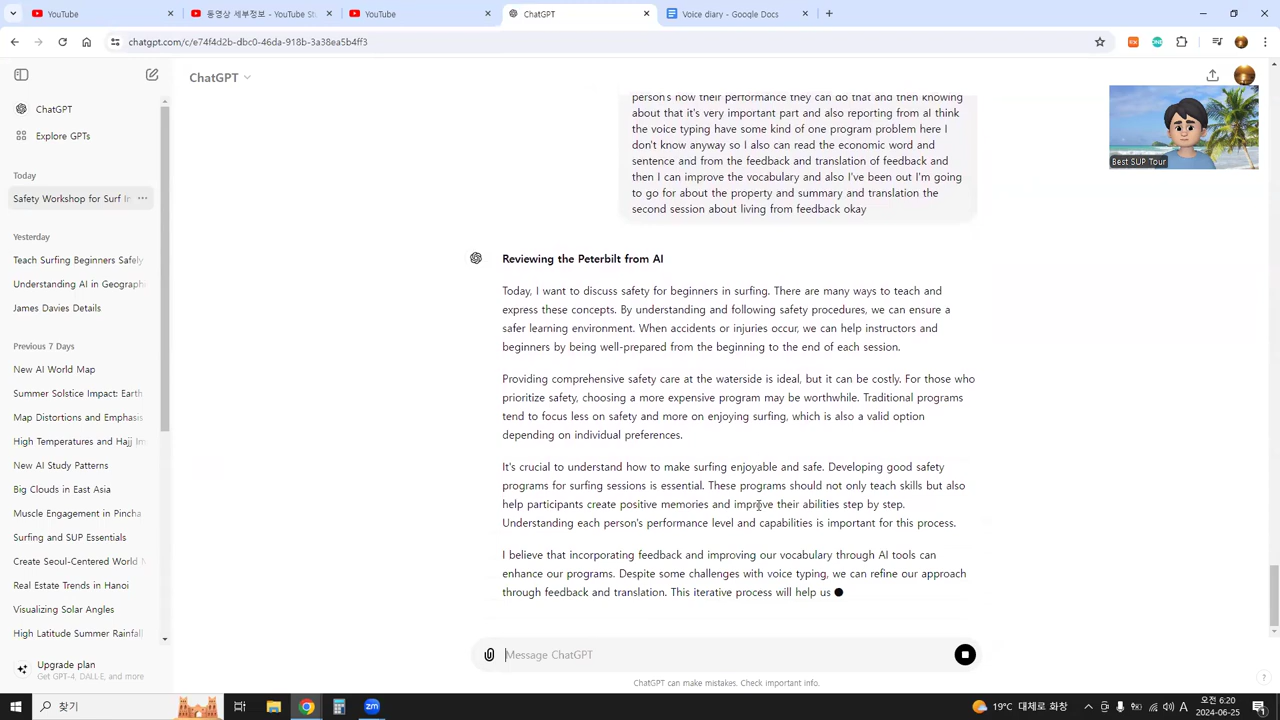 YouTube
동영상 세부정보 - YouTube St
YouTube
ChatGPT
Voice diary - Google Docs
chatgpt.com/c/e74f4d2b-dbc0-46da-918b-3a38ea5b4ff3
ChatGPT
ChatGPT
Explore GPTs
Today
Safety Workshop for Surf In
Yesterday
Teach Surfing Beginners Safely
Understanding AI in Geograph
James Davies Details
Previous 7 Days
New AI World Map
Summer Solstice Impact: Earth
Map Distortions and Emphasis
High Temperatures and Hajj Im
New AI Study Patterns
Big Clouds in East Asia
Muscle Engagement in Pincha
Surfing and SUP Essentials
Create Seoul-Centered World M
Real Estate Trends in Hanoi
Visualizing Solar Angles
High Latitude Summer Rainfall
Upgrade plan
Get GPT-4, DALL·E, and more
person's now their performance they can do that and then knowing
about that it's very important part and also reporting from aI think
the voice typing have some kind of one program problem here I
don't know anyway so I also can read the economic word and
sentence and from the feedback and translation of feedback and
then I can improve the vocabulary and also I've been out I'm going
to go for about the property and summary and translation the
second session about living from feedback okay
Best SUP Tour
Reviewing the Peterbilt from AI
Today, I want to discuss safety for beginners in surfing. There are many ways to teach and
express these concepts. By understanding and following safety procedures, we can ensure a
safer learning environment. When accidents or injuries occur, we can help instructors and
beginners by being well-prepared from the beginning to the end of each session.
Providing comprehensive safety care at the waterside is ideal, but it can be costly. For those who
prioritize safety, choosing a more expensive program may be worthwhile. Traditional programs
tend to focus less on safety and more on enjoying surfing, which is also a valid option
depending on individual preferences.
It's crucial to understand how to make surfing enjoyable and safe. Developing good safety
programs for surfing sessions is essential. These programs should not only teach skills but also
help participants create positive memories and improve their abilities step by step.
Understanding each person's performance level and capabilities is important for this process.
I believe that incorporating feedback and improving our vocabulary through AI tools can
enhance our programs. Despite some challenges with voice typing, we can refine our approach
through feedback and translation. This iterative process will help us
Message ChatGPT
ChatGPT can make mistakes. Check important info.
찾기
19°C 대체로 화창
A
오전 6:20
2024-06-25